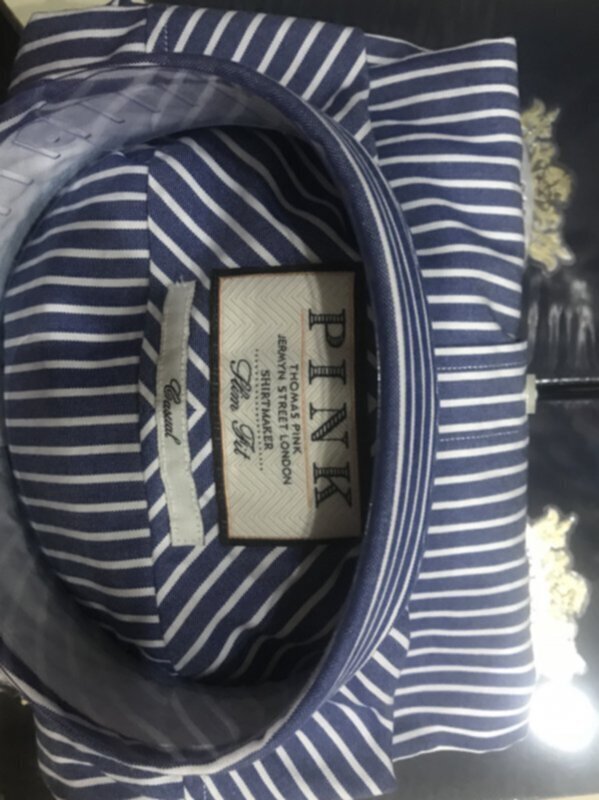 PINK
THOMAS PINK
JERMYN STREET LONDON
SHIRTMAKER
Slim Fit
Casual